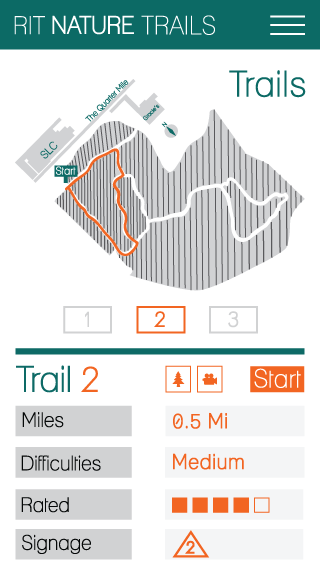 RIT NATURE TRAILS
Trails
The Quarter Mile
Gracie's
N
SLC
Start
1 2 3
Trail 2
Start
Miles 0.5 Mi
Difficulties Medium
Rated
Signage 2